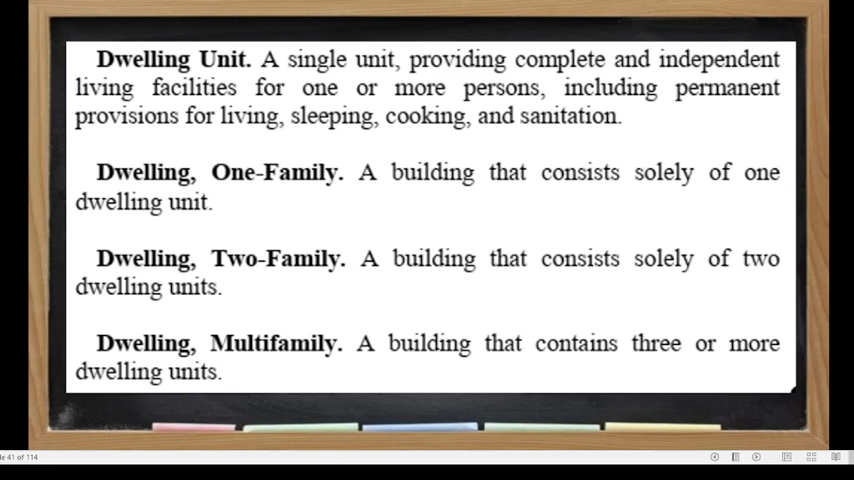 Dwelling Unit. A single unit, providing complete and independent
living facilities for one or more persons, including permanent
provisions for living, sleeping, cooking, and sanitation.
Dwelling, One-Family. A building that consists solely of one
dwelling unit.
Dwelling, Two-Family. A building that consists solely of two
dwelling units.
Dwelling, Multifamily. A building that contains three or more
dwelling units.
de 41 of 114